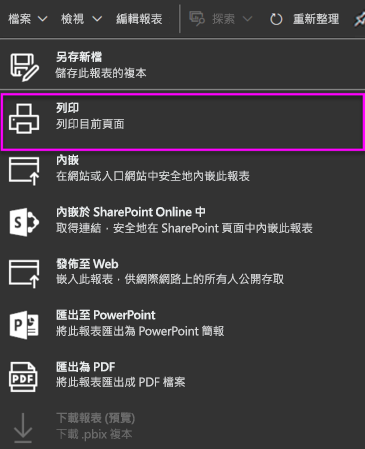 檔案 檢視 編輯報表 探索 重新整理
另存新檔
儲存此報表的複本
列印
列印目前頁面
內嵌
在網站或入口網站中安全地內嵌此報表
內嵌於 SharePoint Online 中
取得連結，安全地在 SharePoint 頁面中內嵌此報表
發佈至 Web
嵌入此報表，供網際網路上的所有人公開存取
匯出至 PowerPoint
將此報表匯出為 PowerPoint 簡報
匯出為 PDF
將此報表匯出成 PDF 檔案
下載報表 (預覽)
下載 .pbix 複本